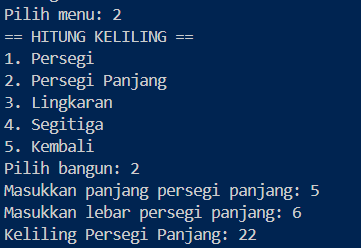 Pilih menu: 2
== HITUNG KELILING ==
1. Persegi
2. Persegi Panjang
3. Lingkaran
4. Segitiga
5. Kembali
Pilih bangun: 2
Masukkan panjang persegi panjang: 5
Masukkan lebar persegi panjang: 6
Keliling Persegi Panjang: 22